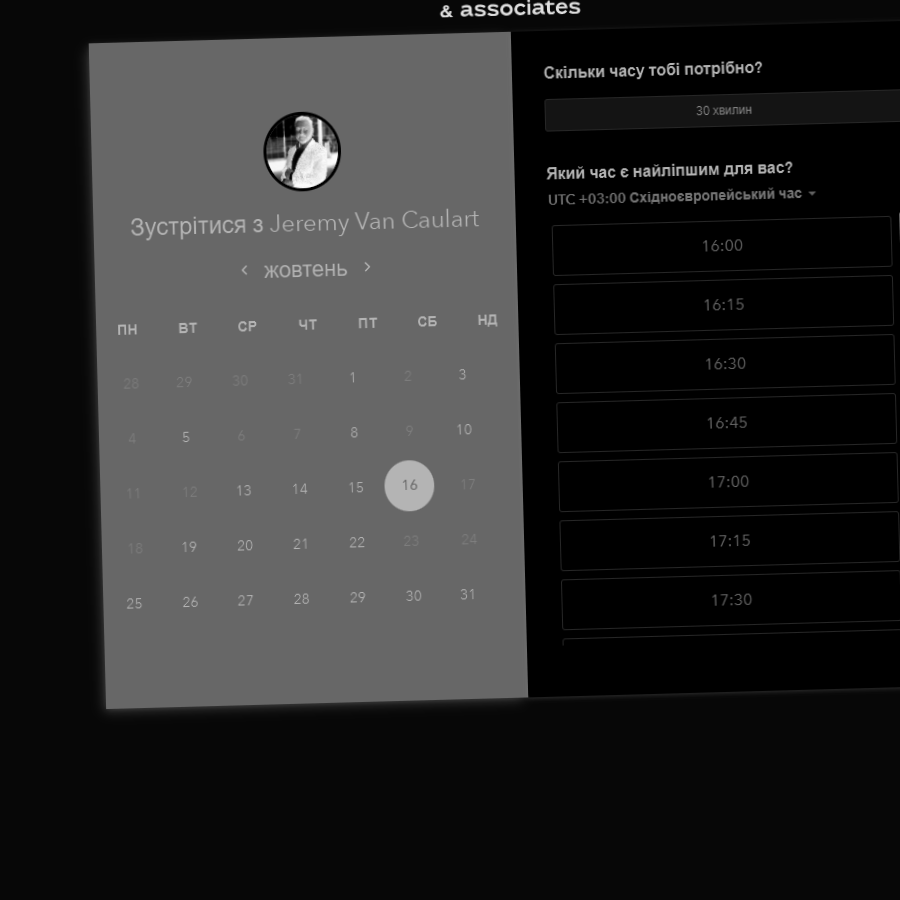 & associates
Зустрітися з Jeremy Van Caulart
жовтень
ПН ВТ СР ЧТ ПТ СБ НД
28 29 30 31 1 2 3
4 5 6 7 8 9 10
11 12 13 14 15 16 17
18 19 20 21 22 23 24
25 26 27 28 29 30 31
Скільки часу тобі потрібно?
30 хвилин
Який час є найліпшим для вас?
UTC +03:00 Східноєвропейський час
16:00
16:15
16:30
16:45
17:00
17:15
17:30